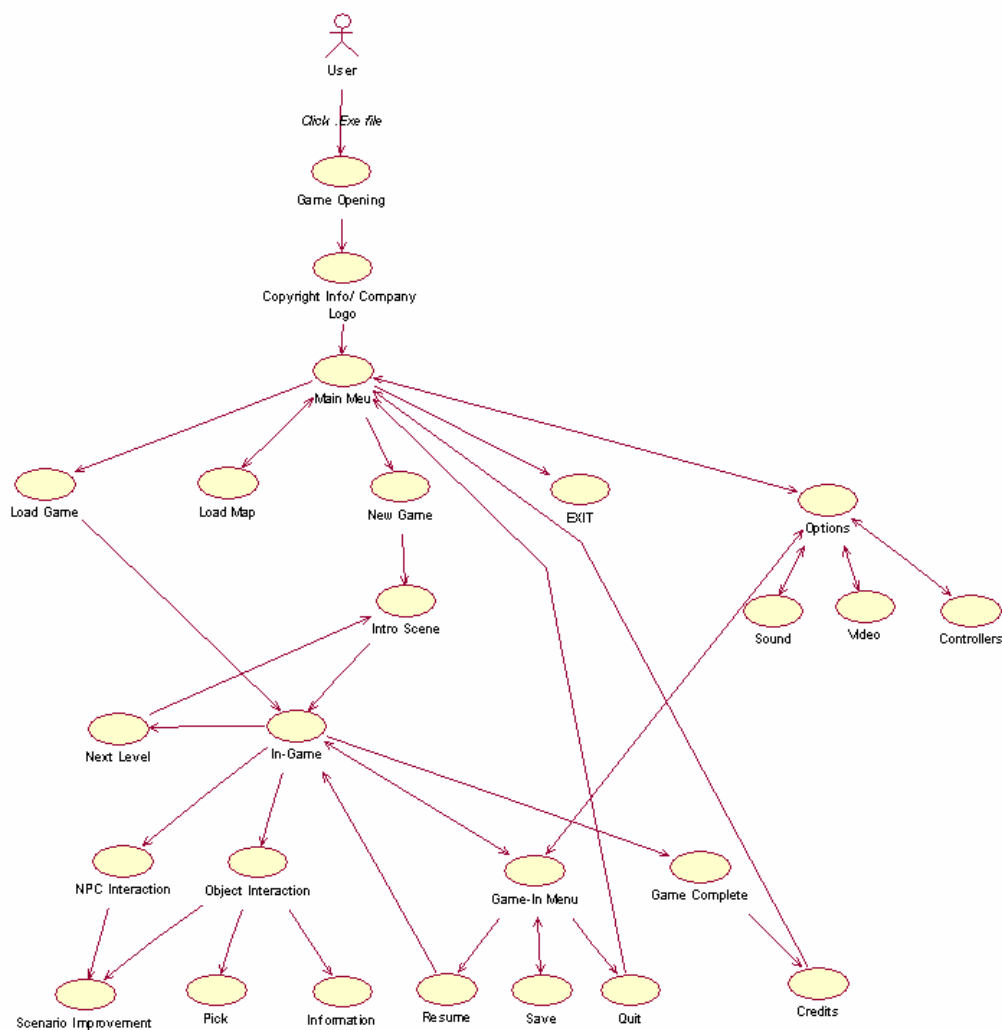 User
Click .Exe file
Game Opening
Copyright Info/ Company
Logo
Main Meu
Load Game
Load Map
New Game
EXIT
Options
Sound
Video
Controllers
Intro Scene
Next Level
In-Game
NPC Interaction
Object Interaction
Game-In Menu
Game Complete
Scenario Improvement
Pick
Information
Resume
Save
Quit
Credits